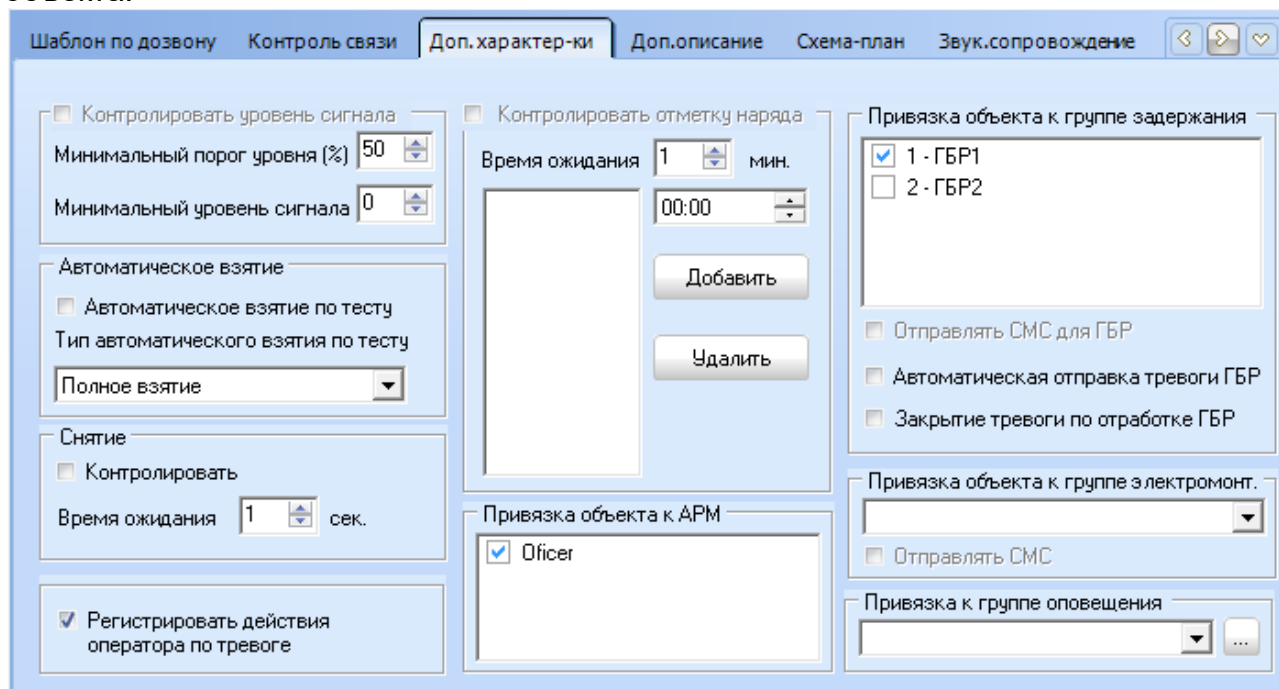 Шаблон по дозвону Контроль связи Доп.характер-ки Доп.описание Схема-план Звук.сопровождение
Контролировать уровень сигнала
Минимальный порог уровня (%) 50
Минимальный уровень сигнала 0
Автоматическое взятие
Автоматическое взятие по тесту
Тип автоматического взятия по тесту
Полное взятие
Снятие
Контролировать
Время ожидания 1 сек.
Регистрировать действия
оператора по тревоге
Контролировать отметку наряда
Время ожидания 1 мин.
00:00
Добавить
Удалить
Привязка объекта к АРМ
Oficer
Привязка объекта к группе задержания
1 - ГБР1
2 - ГБР2
Отправлять СМС для ГБР
Автоматическая отправка тревоги ГБР
Закрытие тревоги по отработке ГБР
Привязка объекта к группе электромонт.
Отправлять СМС
Привязка к группе оповещения
...